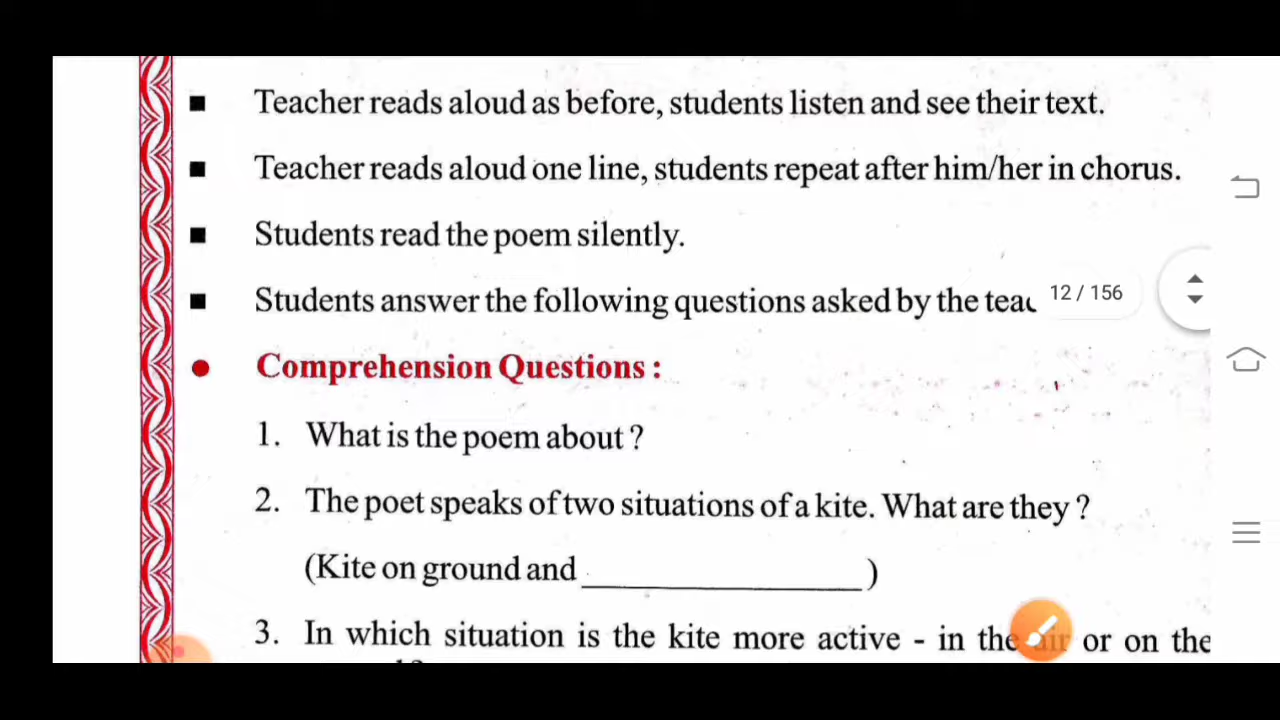 Teacher reads aloud as before, students listen and see their text.
Teacher reads aloud one line, students repeat after him/her in chorus.
Students read the poem silently.
Students answer the following questions asked by the teac
12 / 156
Comprehension Questions :
1. What is the poem about ?
2. The poet speaks of two situations of a kite. What are they ?
(Kite on ground and ____________ )
3. In which situation is the kite more active - in the air or on the